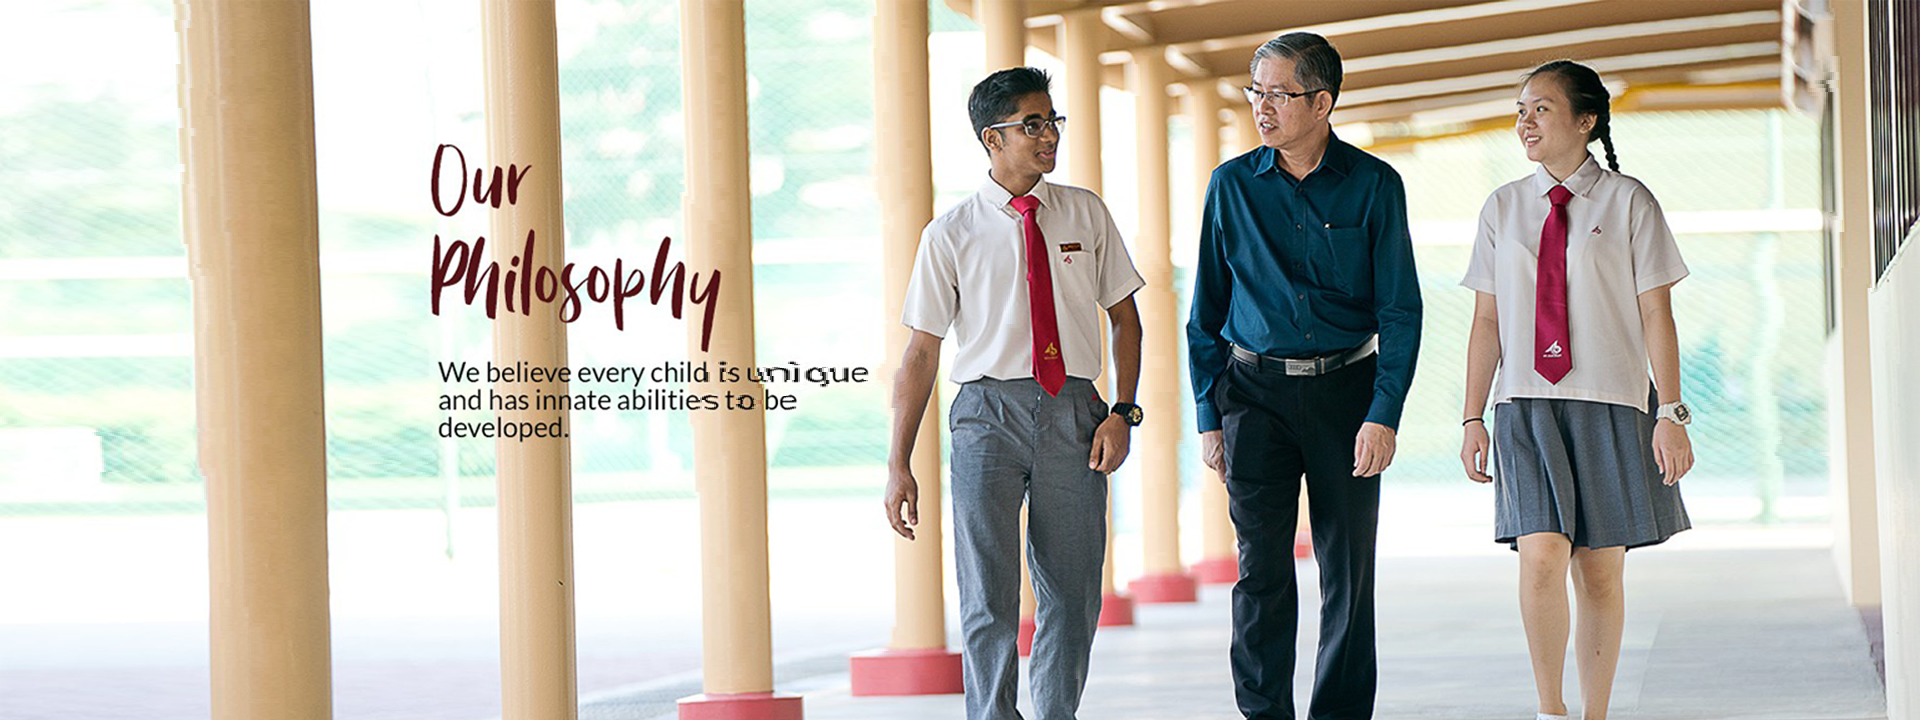 Our
Philosophy
We believe every child is unique
and has innate abilities to be
developed.